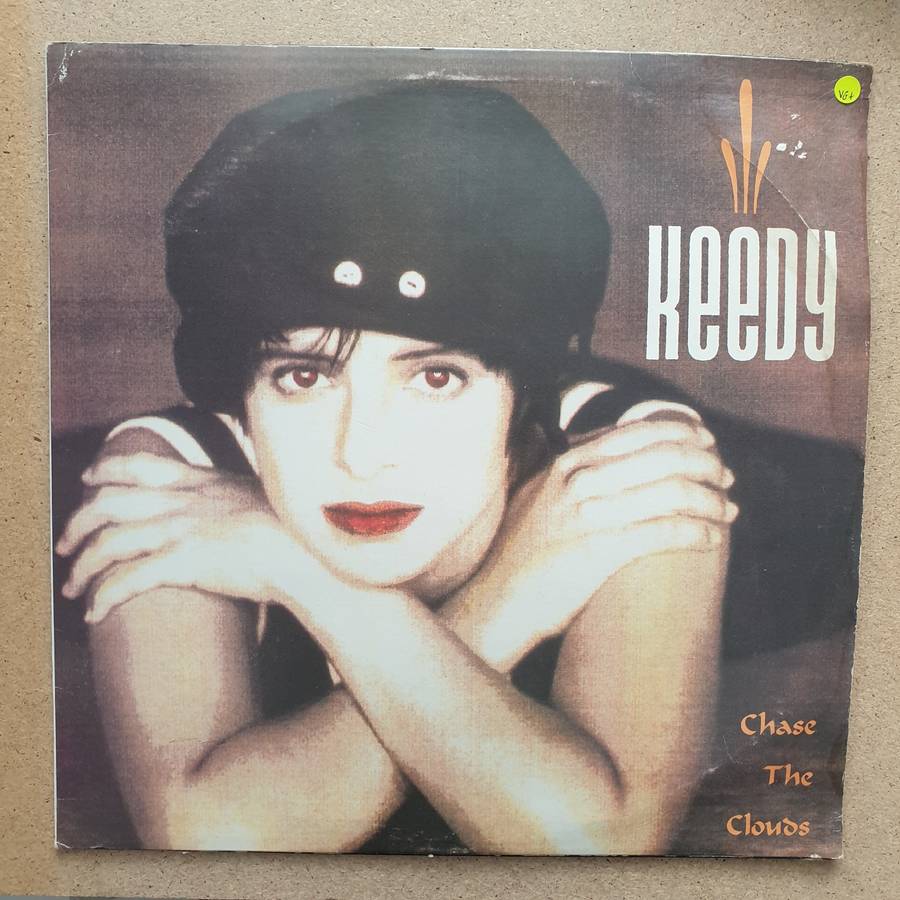 VG+
KeeDY
Chase
The
Clouds